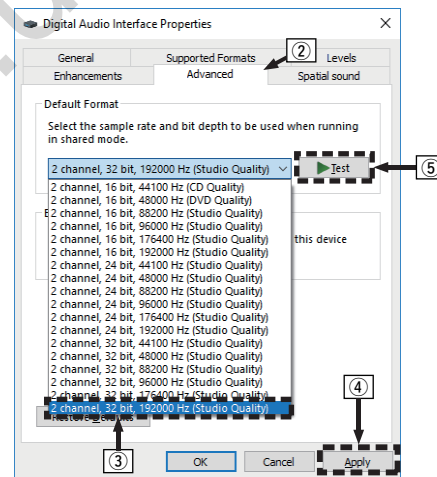 Digital Audio Interface Properties
General Supported Formats Levels
②
Enhancements Advanced Spatial sound
Default Format
Select the sample rate and bit depth to be used when running
in shared mode.
2 channel, 32 bit, 192000 Hz (Studio Quality) Test
⑤
2 channel, 16 bit, 44100 Hz (CD Quality)
2 channel, 16 bit, 48000 Hz (DVD Quality)
2 channel, 16 bit, 88200 Hz (Studio Quality)
2 channel, 16 bit, 96000 Hz (Studio Quality)
2 channel, 16 bit, 176400 Hz (Studio Quality) this device
2 channel, 16 bit, 192000 Hz (Studio Quality)
2 channel, 24 bit, 44100 Hz (Studio Quality)
2 channel, 24 bit, 48000 Hz (Studio Quality)
2 channel, 24 bit, 88200 Hz (Studio Quality)
2 channel, 24 bit, 96000 Hz (Studio Quality)
2 channel, 24 bit, 176400 Hz (Studio Quality)
2 channel, 24 bit, 192000 Hz (Studio Quality)
2 channel, 32 bit, 44100 Hz (Studio Quality)
2 channel, 32 bit, 48000 Hz (Studio Quality)
2 channel, 32 bit, 88200 Hz (Studio Quality)
2 channel, 32 bit, 96000 Hz (Studio Quality)
2 channel, 32 bit, 176400 Hz (Studio Quality)
2 channel, 32 bit, 192000 Hz (Studio Quality)
④
③
OK Cancel Apply